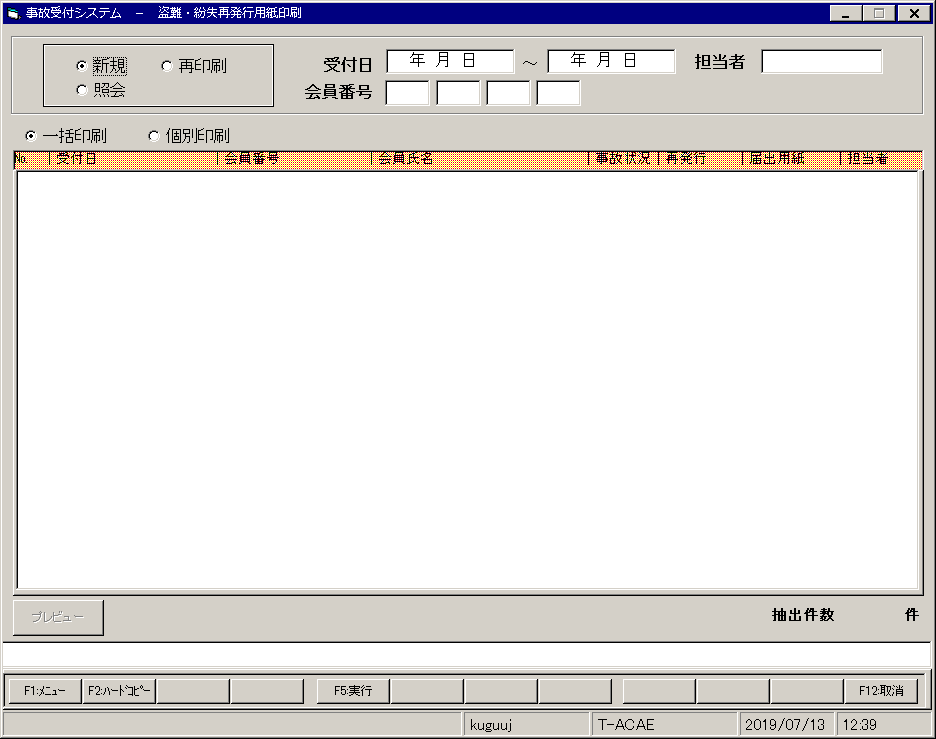 事故受付システム － 盗難・紛失再発行用紙印刷
新規 再印刷
照会
受付日 年 月 日 ～ 年 月 日 担当者
会員番号
一括印刷 個別印刷
No. 受付日 会員番号 会員氏名 事故状況 再発行 届出用紙 担当者
プレビュー
抽出件数 件
F1:ﾒﾆｭｰ F2:ﾊｰﾄﾞｺﾋﾟｰ F5:実行 F12:取消
kuguuj T-ACAE 2019/07/13 12:39